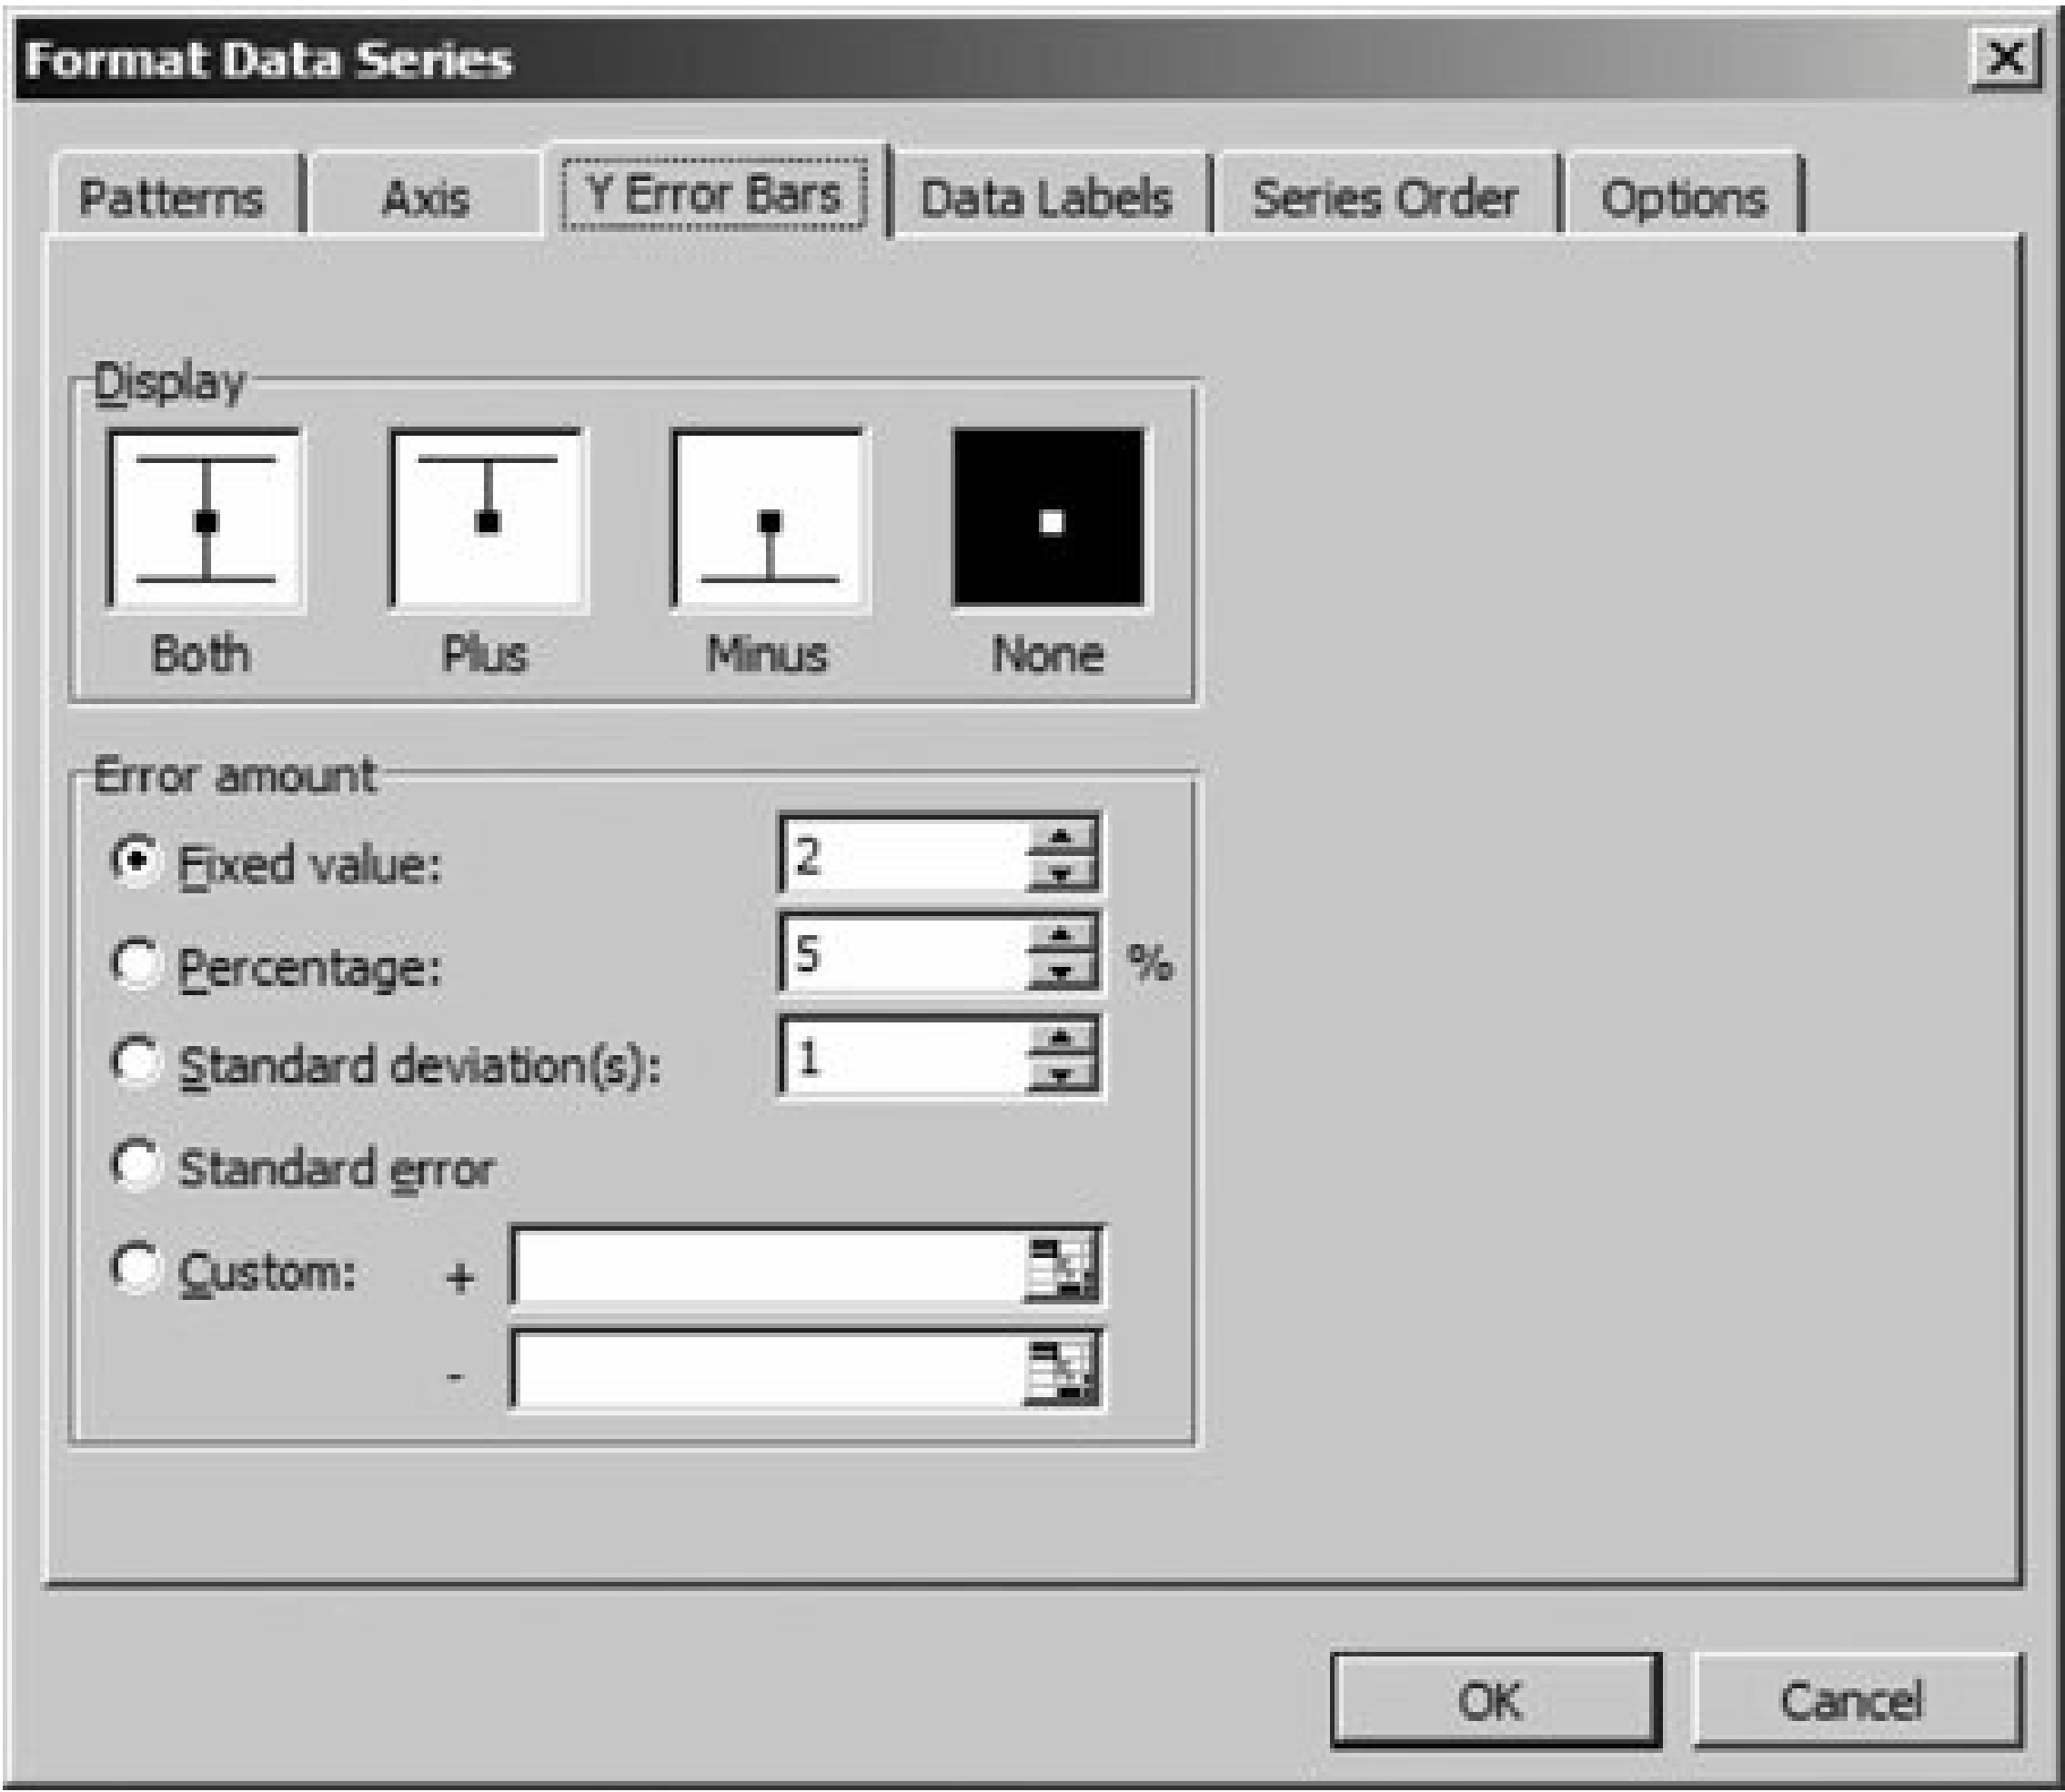 Format Data Series
Patterns Axis Y Error Bars Data Labels Series Order Options
Display
Both Plus Minus None
Error amount
Fixed value: 2
Percentage: 5 %
Standard deviation(s): 1
Standard error
Custom: +
-
OK Cancel